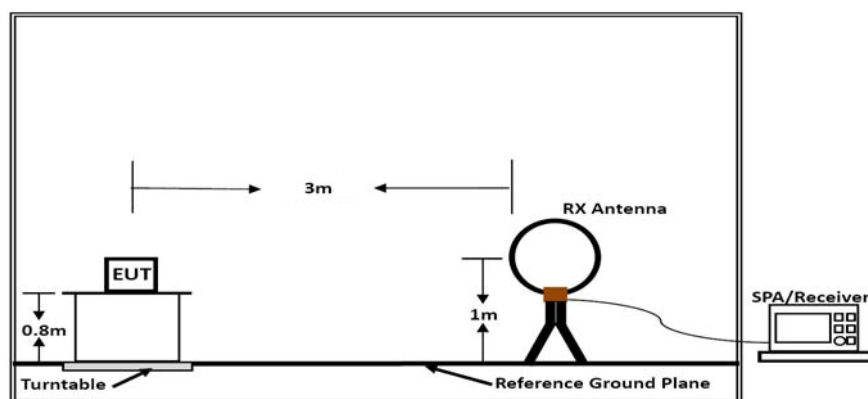 3m
RX Antenna
EUT
SPA/Receiver
0.8m
1m
Turntable
Reference Ground Plane